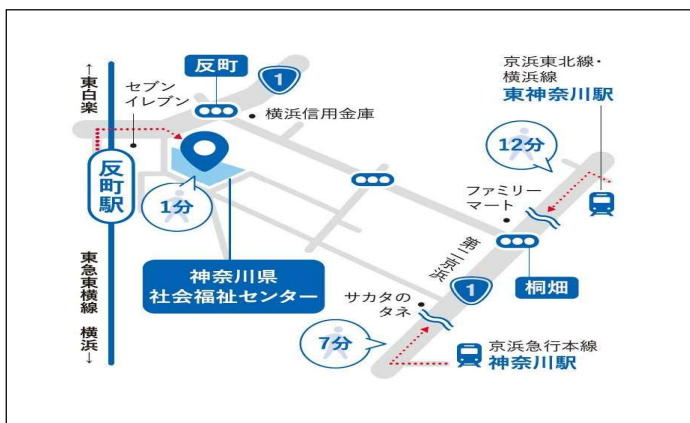 ↑東白楽
セブン
イレブン
反町
1
横浜信用金庫
京浜東北線・
横浜線
東神奈川駅
12分
反町駅
1分
ファミリー
マート
神奈川県
社会福祉センター
第二京浜
桐畑
1
サカタの
タネ
7分
東急東横線 横浜↓
京浜急行本線
神奈川駅